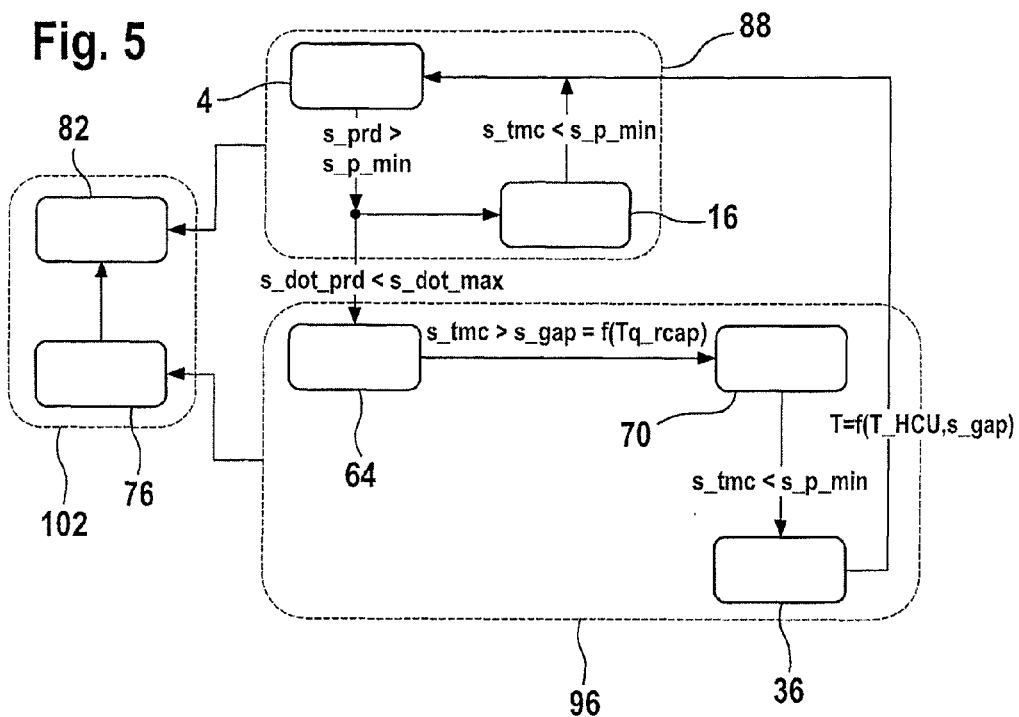 Fig. 5
88
4
s_prd >
s_p_min
s_tmc < s_p_min
82
16
s_dot_prd < s_dot_max
s_tmc > s_gap = f(Tq_rcap)
70
T=f(T_HCU,s_gap)
64
s_tmc < s_p_min
76
102
36
96